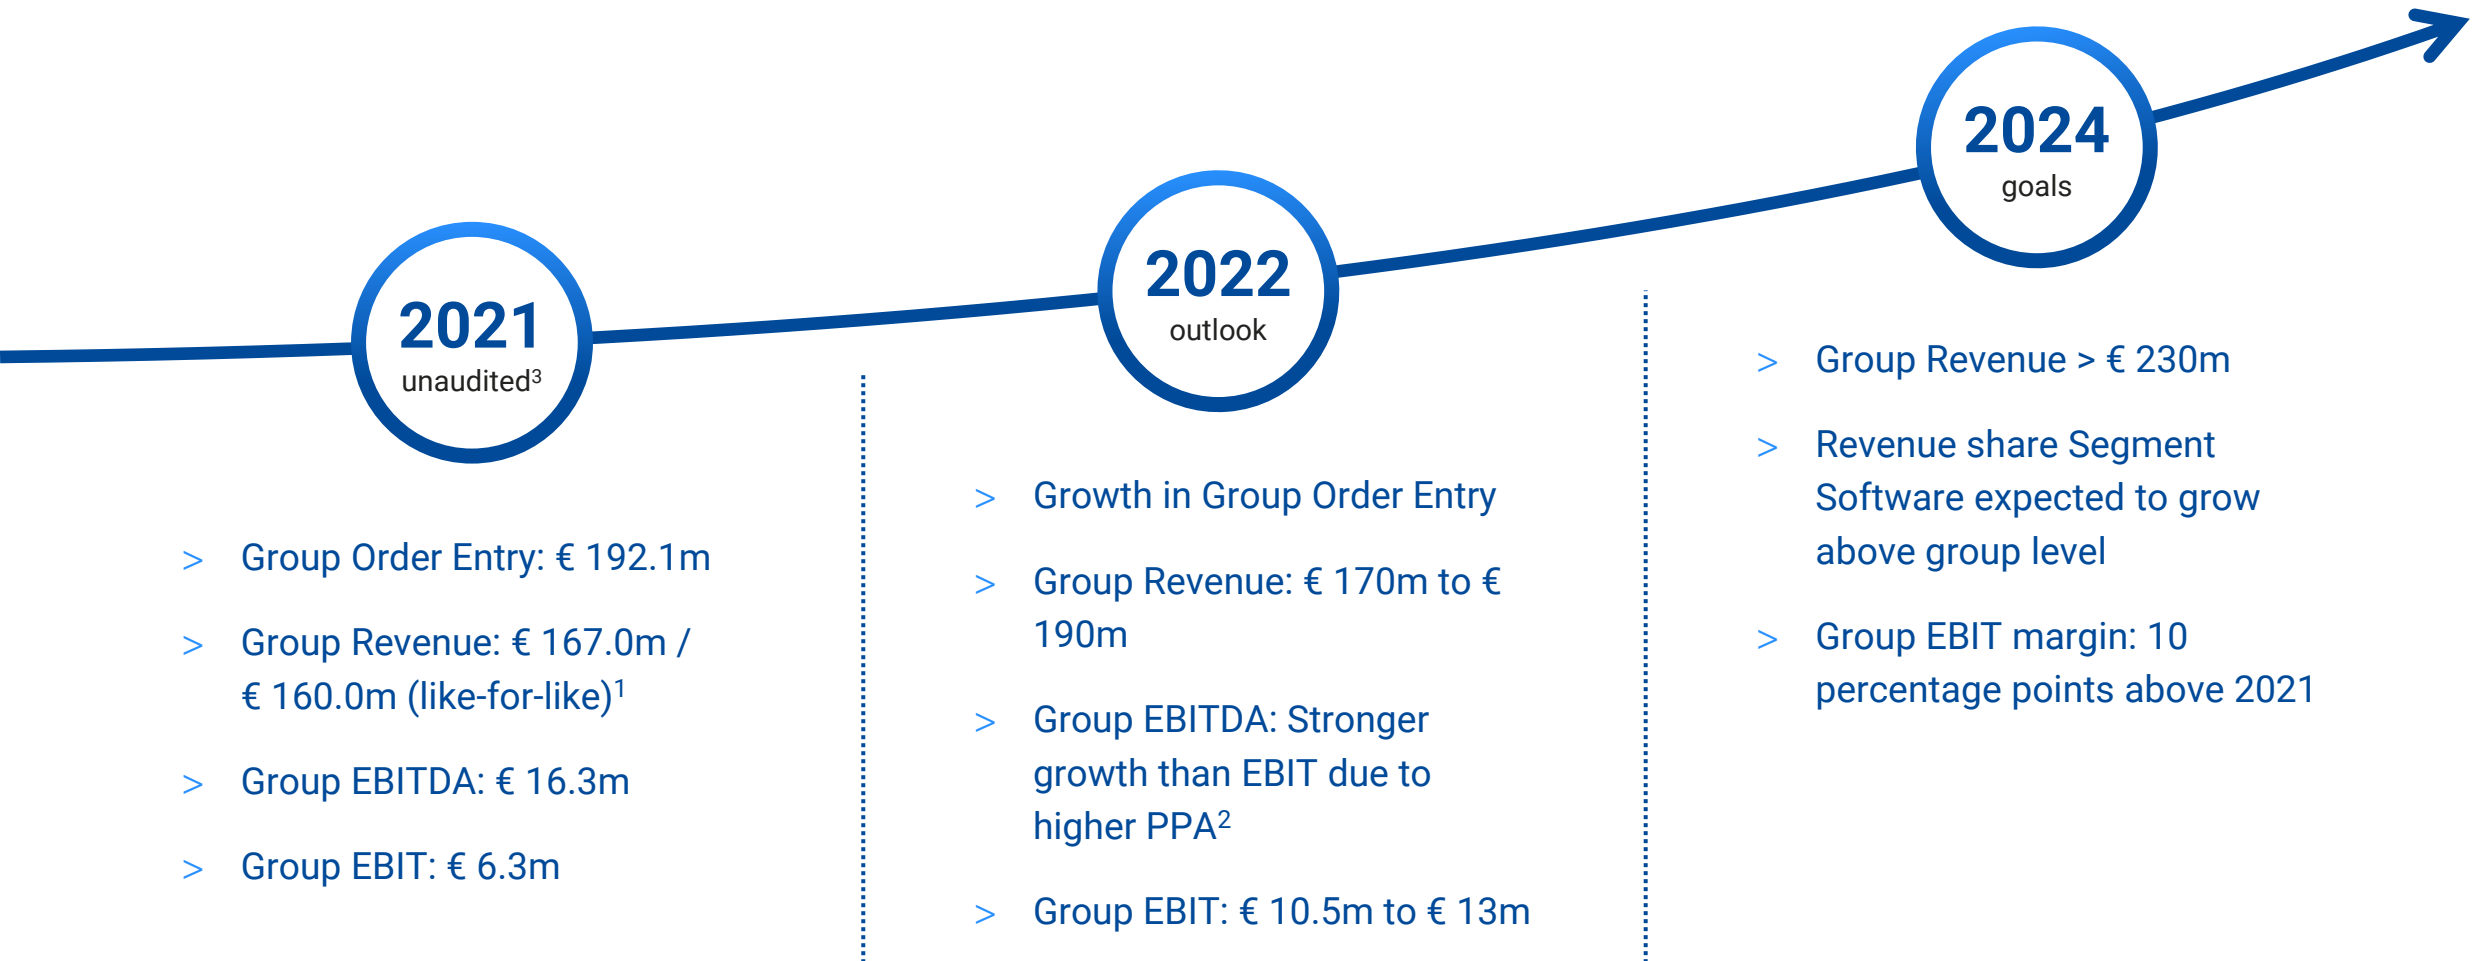 2021
unaudited³
> Group Order Entry: € 192.1m
> Group Revenue: € 167.0m /
€ 160.0m (like-for-like)¹
> Group EBITDA: € 16.3m
> Group EBIT: € 6.3m
2022
outlook
> Growth in Group Order Entry
> Group Revenue: € 170m to €
190m
> Group EBITDA: Stronger
growth than EBIT due to
higher PPA²
> Group EBIT: € 10.5m to € 13m
2024
goals
> Group Revenue > € 230m
> Revenue share Segment
Software expected to grow
above group level
> Group EBIT margin: 10
percentage points above 2021